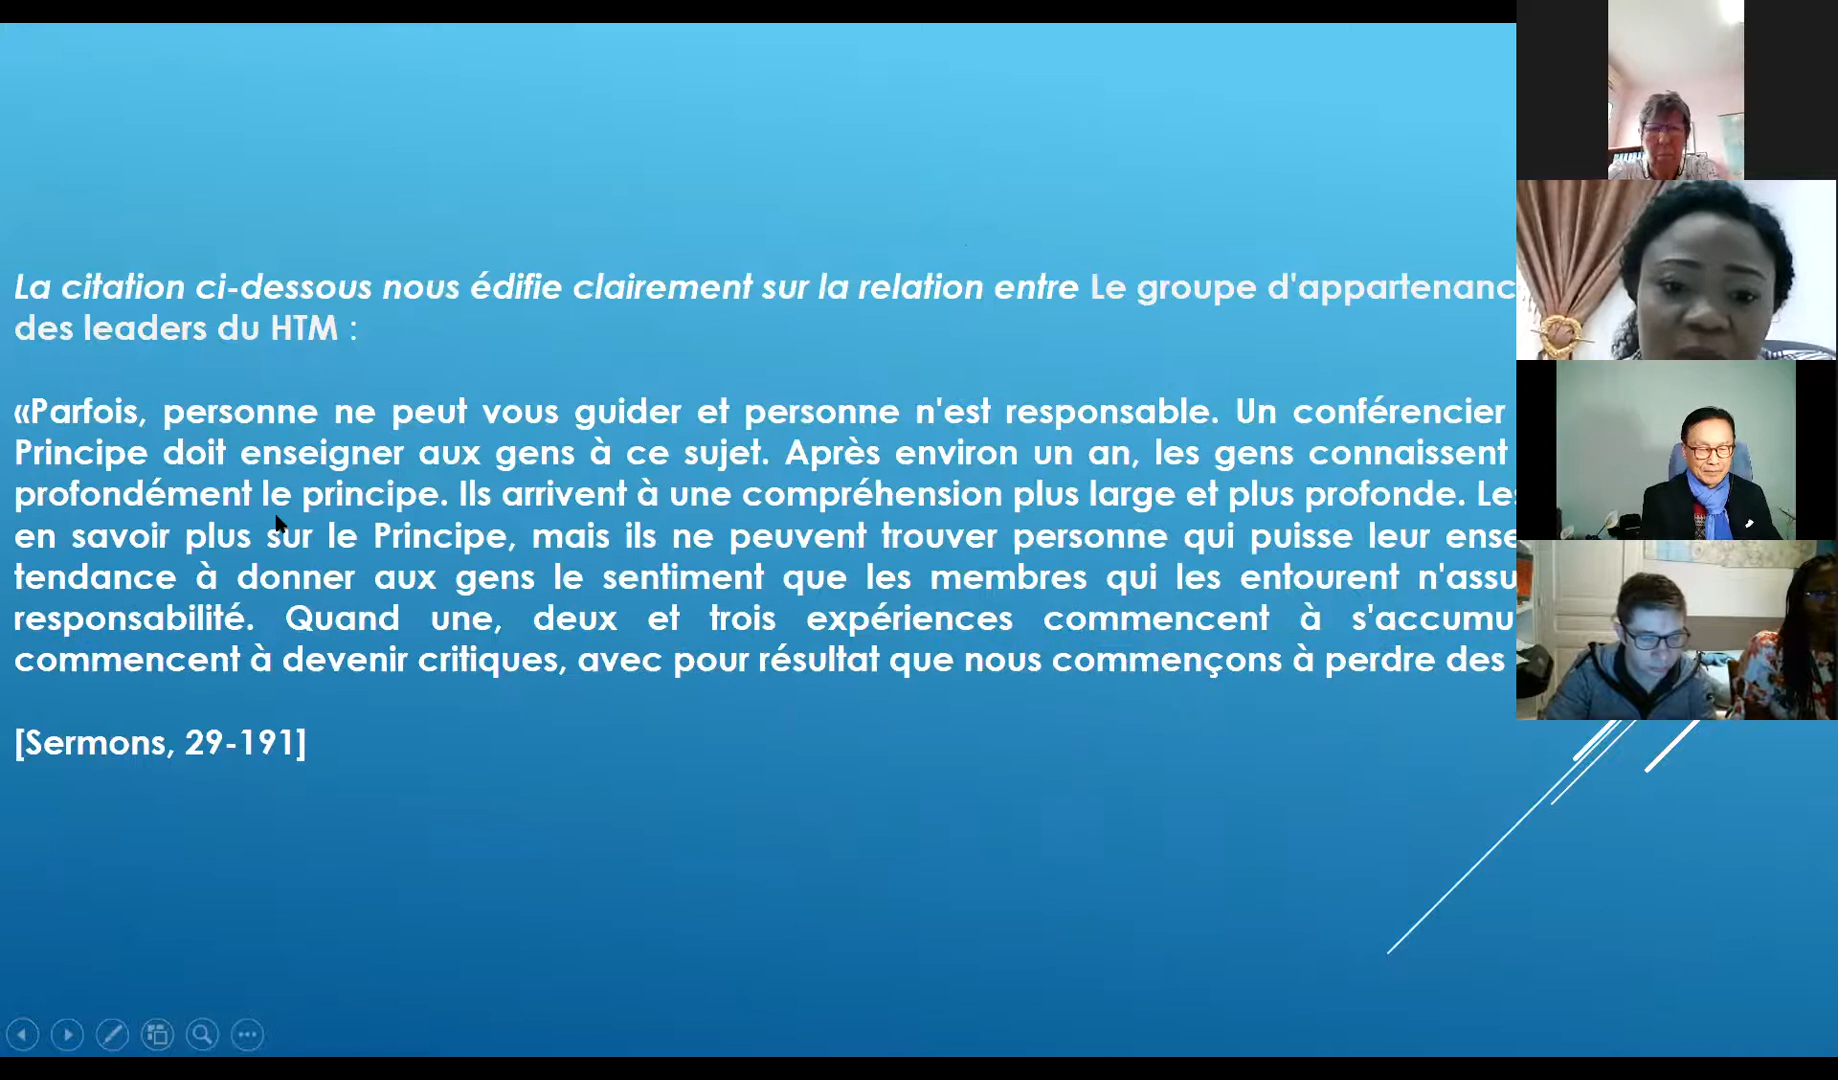 La citation ci-dessous nous édifie clairement sur la relation entre Le groupe d'appartenanc
des leaders du HTM :
«Parfois, personne ne peut vous guider et personne n'est responsable. Un conférencier
Principe doit enseigner aux gens à ce sujet. Après environ un an, les gens connaissent
profondément le principe. Ils arrivent à une compréhension plus large et plus profonde. Le
en savoir plus sur le Principe, mais ils ne peuvent trouver personne qui puisse leur ense
tendance à donner aux gens le sentiment que les membres qui les entourent n'assu
responsabilité. Quand une, deux et trois expériences commencent à s'accumu
commencent à devenir critiques, avec pour résultat que nous commençons à perdre des
[Sermons, 29-191]